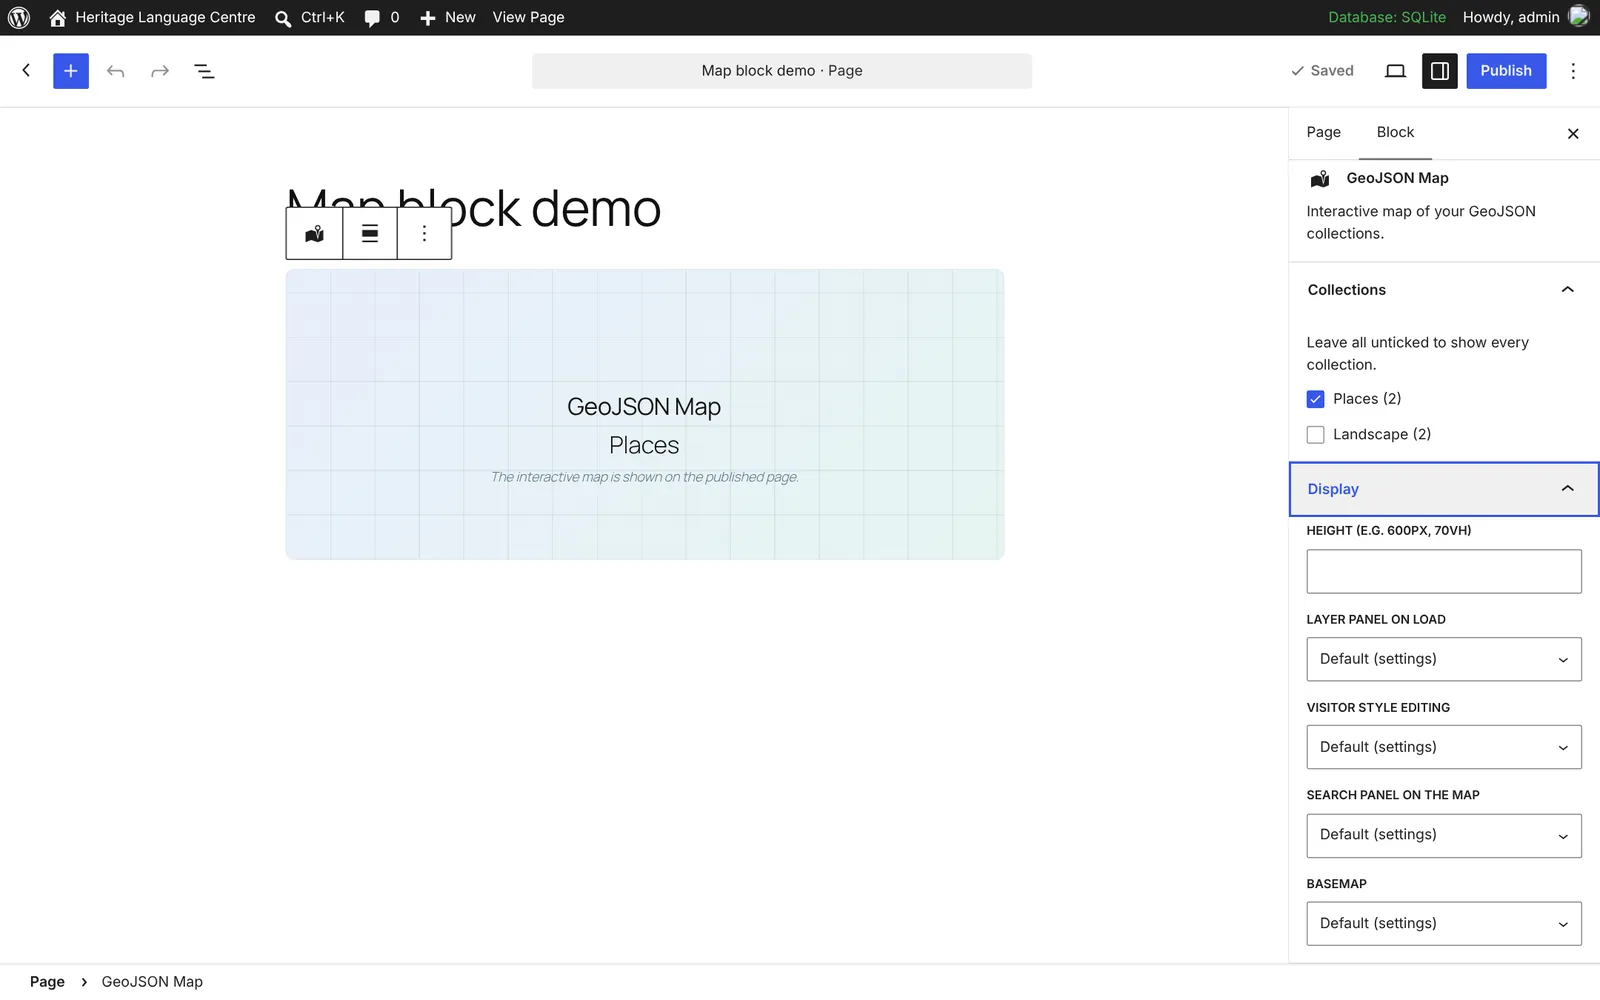 Heritage Language Centre
Ctrl+K
0
New
View Page
Database: SQLite
Howdy, admin
Map block demo · Page
Saved
Publish
Map block demo
GeoJSON Map
Places
The interactive map is shown on the published page.
Page
Block
GeoJSON Map
Interactive map of your GeoJSON
collections.
Collections
Leave all unticked to show every
collection.
Places (2)
Landscape (2)
Display
HEIGHT (E.G. 600PX, 70VH)
LAYER PANEL ON LOAD
Default (settings)
VISITOR STYLE EDITING
Default (settings)
SEARCH PANEL ON THE MAP
Default (settings)
BASEMAP
Default (settings)
Page › GeoJSON Map